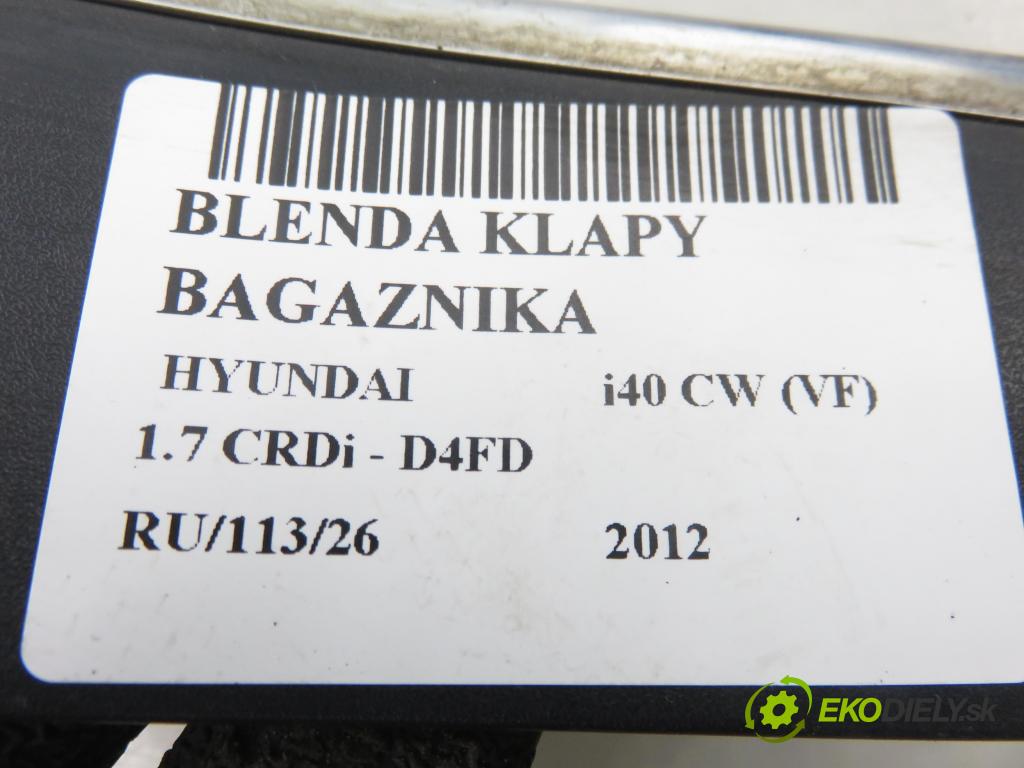 BLENDA KLAPY
BAGAZNIKA
HYUNDAI i40 CW (VF)
1.7 CRDi - D4FD
RU/113/26 2012
EKODIELY.sk